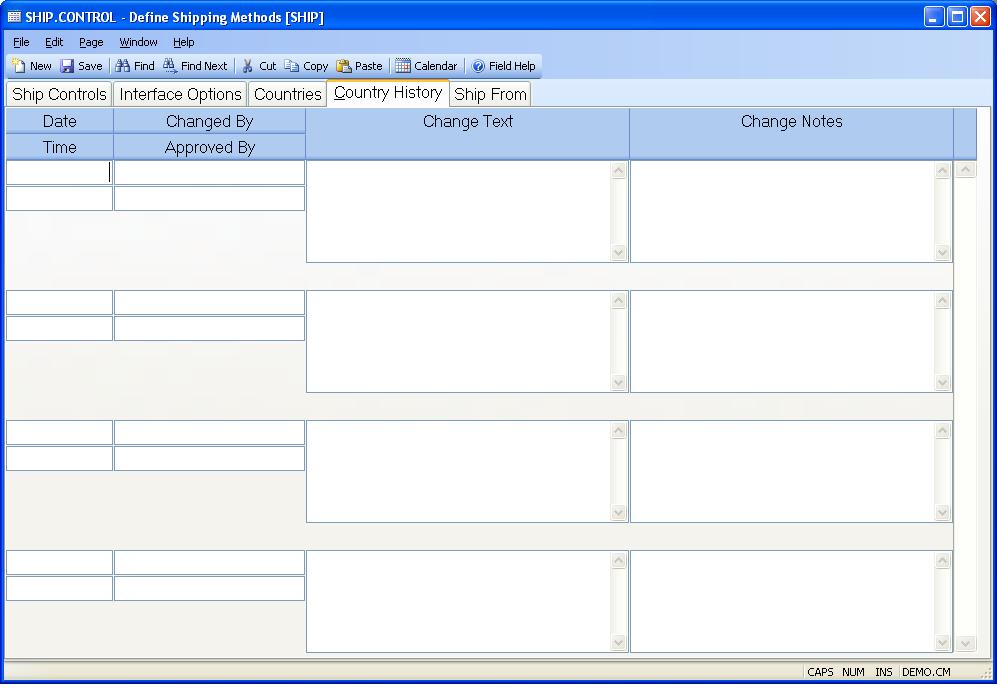 SHIP.CONTROL - Define Shipping Methods [SHIP]
File Edit Page Window Help
New Save Find Find Next Cut Copy Paste Calendar Field Help
Ship Controls Interface Options Countries Country History Ship From
Date Changed By Change Text Change Notes
Time Approved By
CAPS NUM INS DEMO.CM